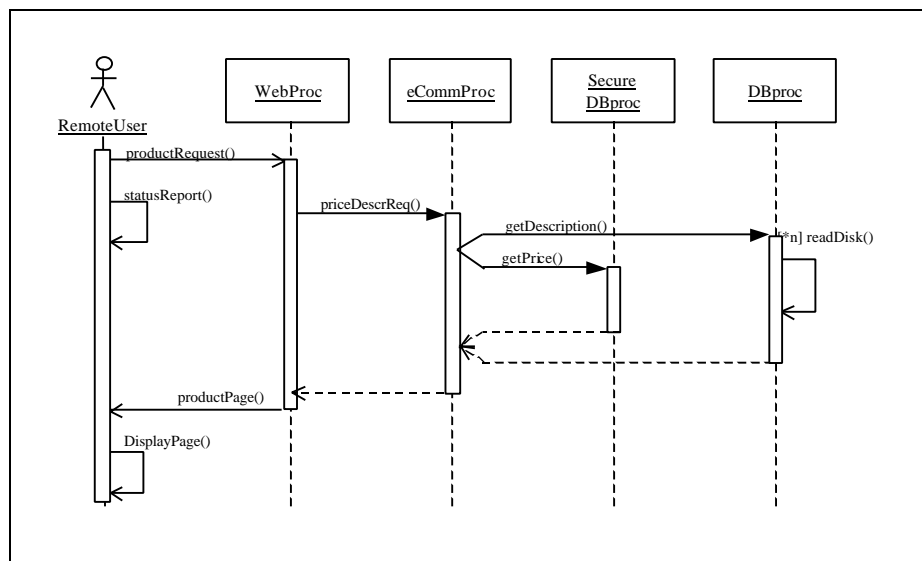 WebProc
eCommProc
Secure
DBproc
DBproc
RemoteUser
productRequest()
statusReport()
priceDescrReq()
getDescription()
[*n] readDisk()
getPrice()
productPage()
DisplayPage()